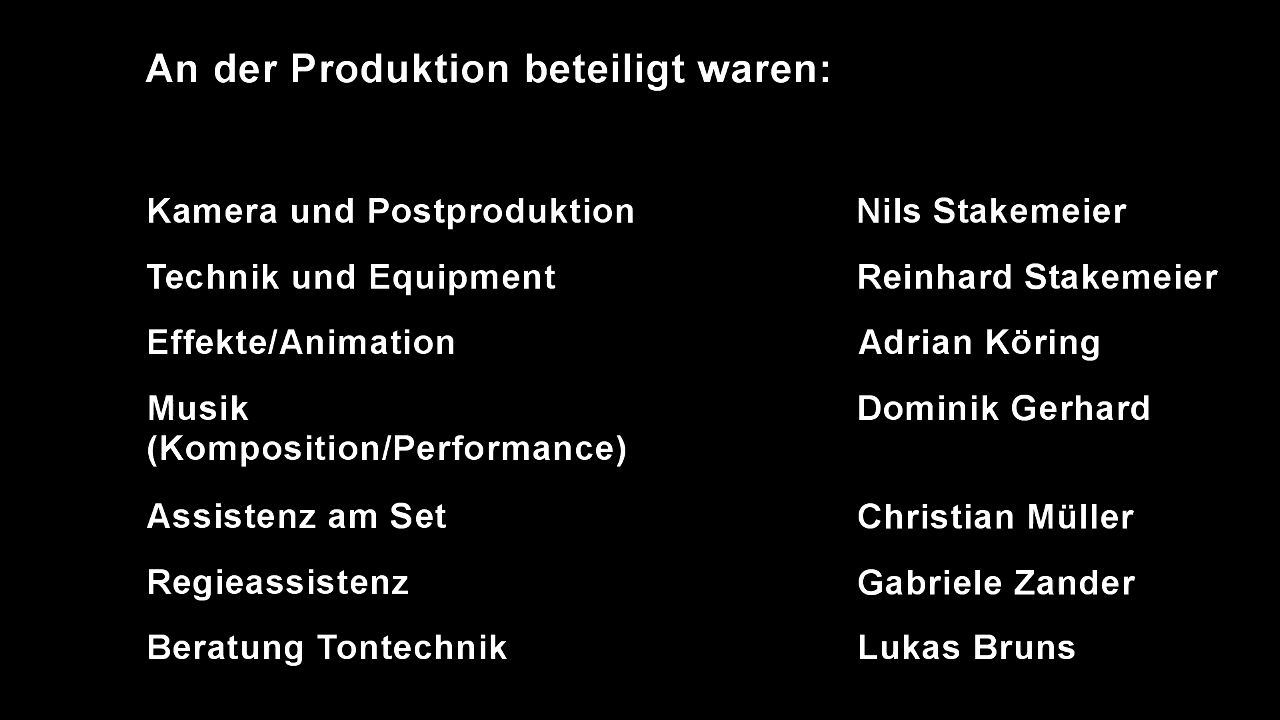 An der Produktion beteiligt waren:
Kamera und Postproduktion Nils Stakemeier
Technik und Equipment Reinhard Stakemeier
Effekte/Animation Adrian Köring
Musik Dominik Gerhard
(Komposition/Performance)
Assistenz am Set Christian Müller
Regieassistenz Gabriele Zander
Beratung Tontechnik Lukas Bruns